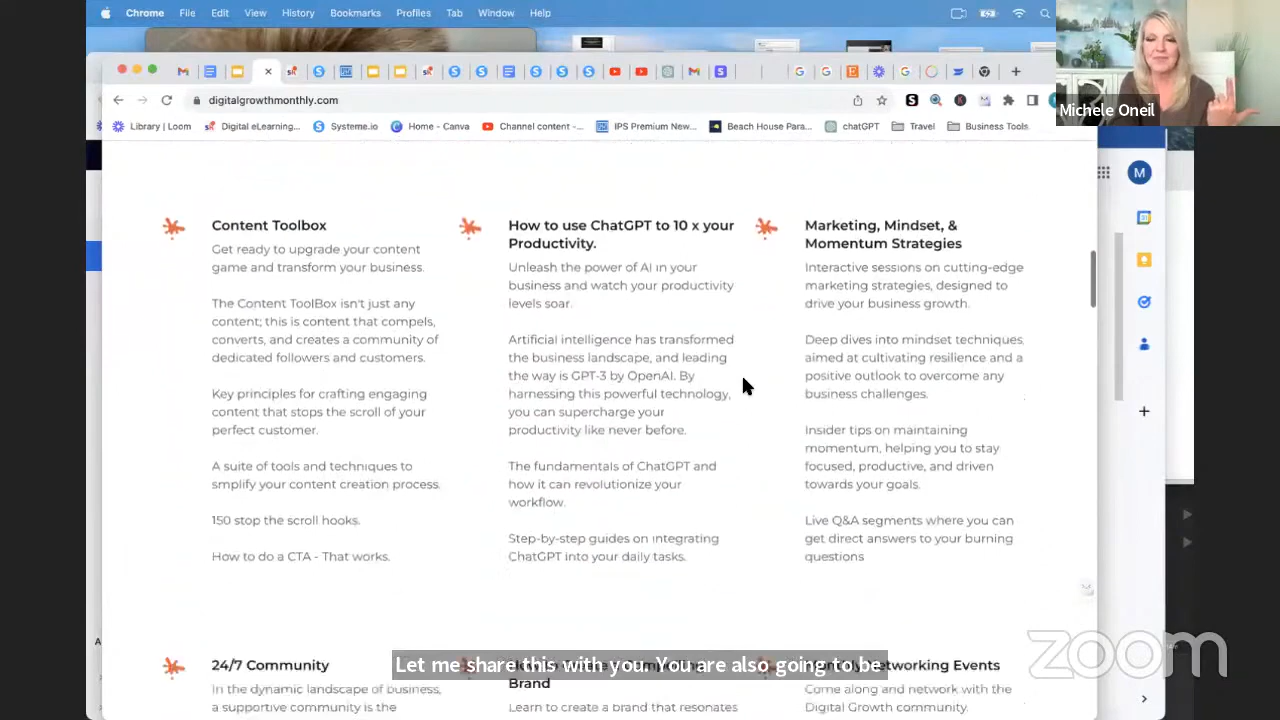 Chrome File Edit View History Bookmarks Profiles Tab Window Help
digitalgrowthmonthly.com
Library | Loom Digital eLearning... Systeme.io Home - Canva Channel content -... IPS Premium New... Beach House Para... chatGPT Travel Business Tools
Michele Oneil
M
Content Toolbox
Get ready to upgrade your content
game and transform your business.
The Content ToolBox isn't just any
content; this is content that compels,
converts, and creates a community of
dedicated followers and customers.
Key principles for crafting engaging
content that stops the scroll of your
perfect customer.
A suite of tools and techniques to
smplify your content creation process.
150 stop the scroll hooks.
How to do a CTA - That works.
How to use ChatGPT to 10 x your
Productivity.
Unleash the power of AI in your
business and watch your productivity
levels soar.
Artificial intelligence has transformed
the business landscape, and leading
the way is GPT-3 by OpenAI. By
harnessing this powerful technology,
you can supercharge your
productivity like never before.
The fundamentals of ChatGPT and
how it can revolutionize your
workflow.
Step-by-step guides on integrating
ChatGPT into your daily tasks.
Marketing, Mindset, &
Momentum Strategies
Interactive sessions on cutting-edge
marketing strategies, designed to
drive your business growth.
Deep dives into mindset techniques
aimed at cultivating resilience and a
positive outlook to overcome any
business challenges.
Insider tips on maintaining
momentum, helping you to stay
focused, productive, and driven
towards your goals.
Live Q&A segments where you can
get direct answers to your burning
questions
24/7 Community
In the dynamic landscape of business,
a supportive community is the
Brand
Learn to create a brand that resonates
Networking Events
Come along and network with the
Digital Growth community.
Let me share this with you. You are also going to be
zoom